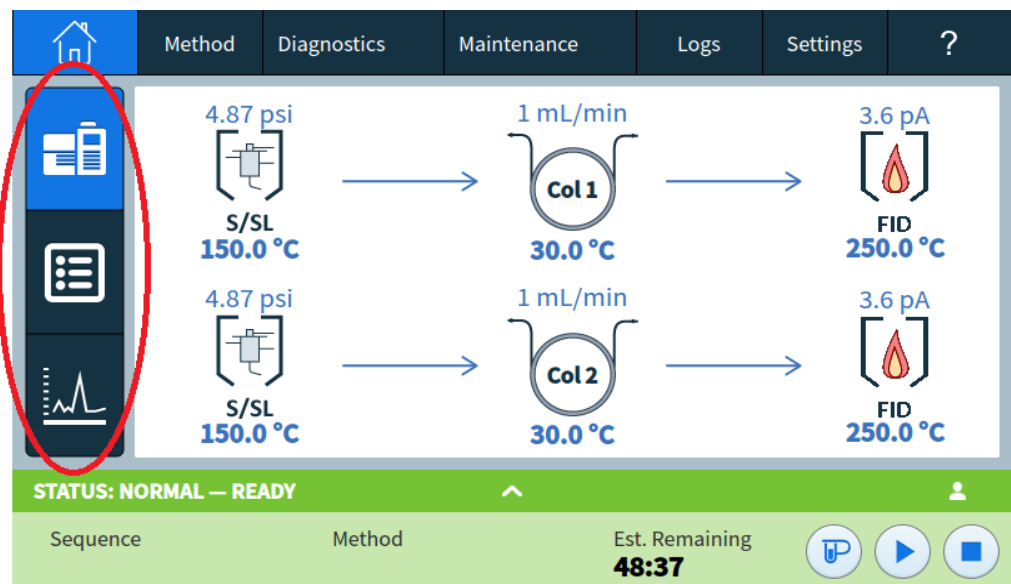 Method Diagnostics Maintenance Logs Settings ?
4.87 psi 1 mL/min 3.6 pA
Col 1
S/SL FID
150.0 °C 30.0 °C 250.0 °C
4.87 psi 1 mL/min 3.6 pA
Col 2
S/SL FID
150.0 °C 30.0 °C 250.0 °C
STATUS: NORMAL — READY
Sequence Method Est. Remaining
48:37